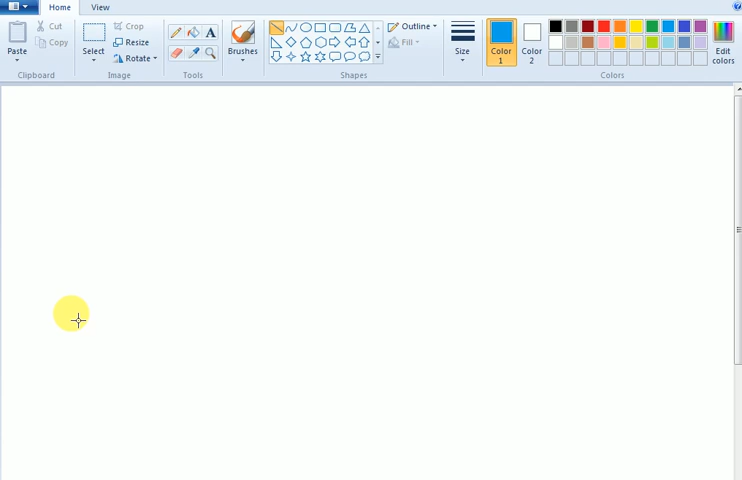 Home View
Paste Cut Copy Clipboard
Select Crop Resize Rotate Image
A Tools
Brushes
Outline Fill Shapes
Size
Color 1 Color 2 Edit colors Colors